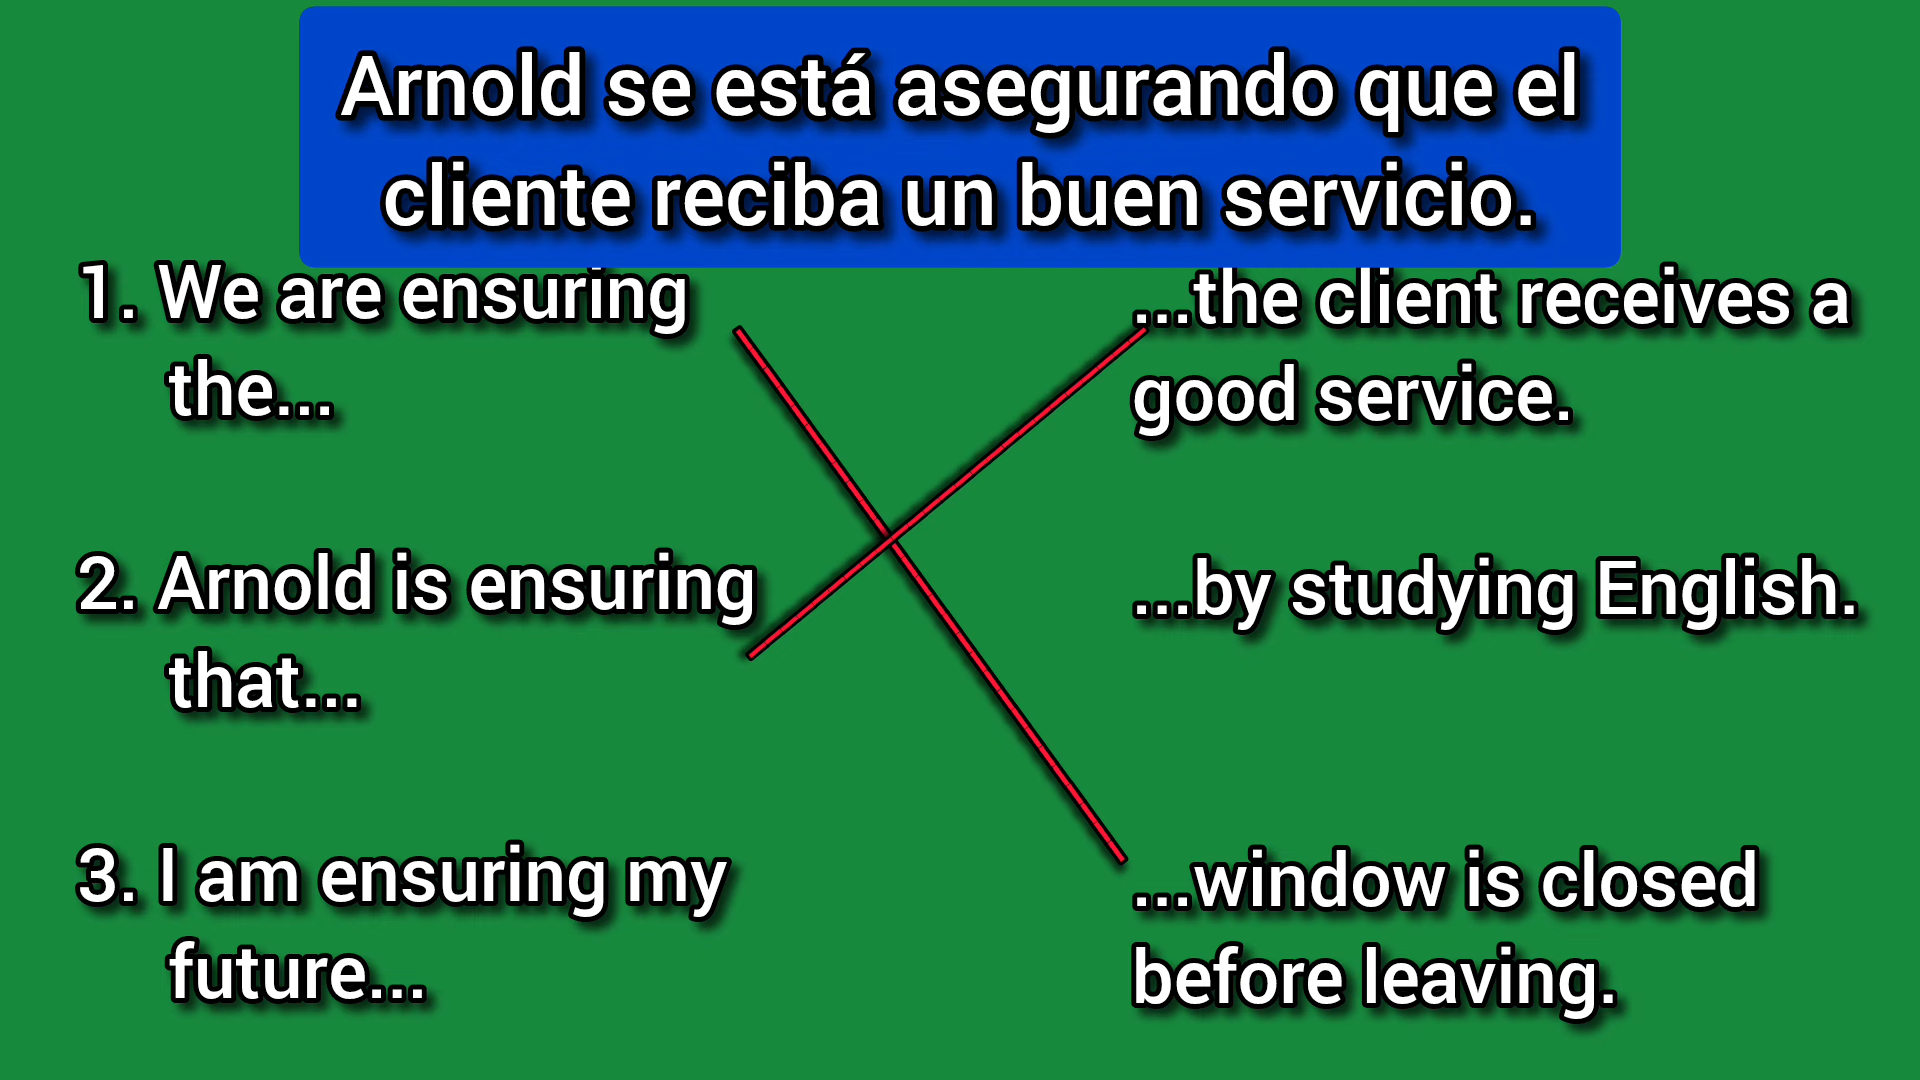 Arnold se está asegurando que el
cliente reciba un buen servicio.
1. We are ensuring
the...
...the client receives a
good service.
2. Arnold is ensuring
that...
...by studying English.
3. I am ensuring my
future...
...window is closed
before leaving.